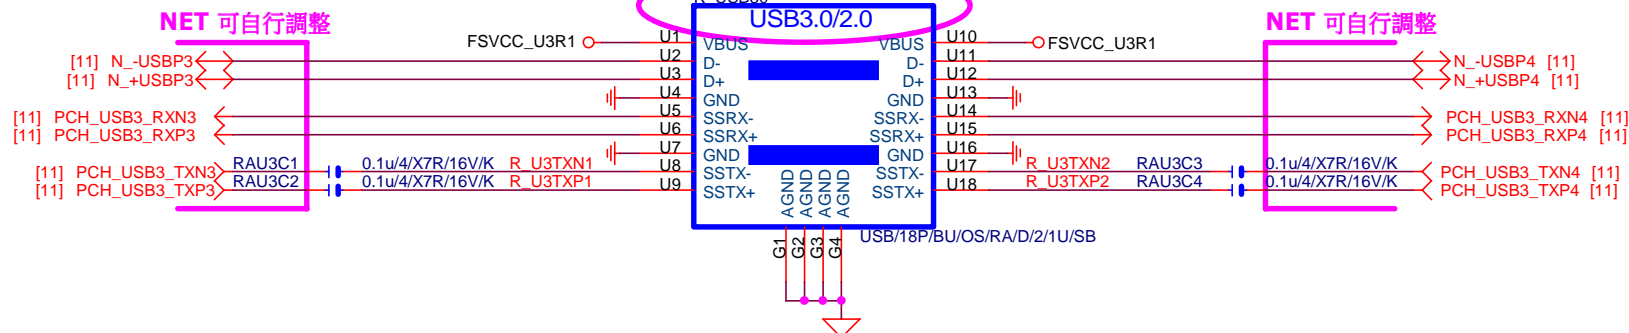 NET 可自行調整
R_USB30
USB3.0/2.0
NET 可自行調整
FSVCC_U3R1 U1 VBUS VBUS U10 FSVCC_U3R1
[11] N_-USBP3 U2 D- D- U11 N_-USBP4 [11]
[11] N_+USBP3 U3 D+ D+ U12 N_+USBP4 [11]
U4 GND GND U13
[11] PCH_USB3_RXN3 U5 SSRX- SSRX- U14 PCH_USB3_RXN4 [11]
[11] PCH_USB3_RXP3 U6 SSRX+ SSRX+ U15 PCH_USB3_RXP4 [11]
U7 GND GND U16
[11] PCH_USB3_TXN3 RAU3C1 0.1u/4/X7R/16V/K R_U3TXN1 U8 SSTX- SSTX- U17 R_U3TXN2 RAU3C3 0.1u/4/X7R/16V/K PCH_USB3_TXN4 [11]
[11] PCH_USB3_TXP3 RAU3C2 0.1u/4/X7R/16V/K R_U3TXP1 U9 SSTX+ SSTX+ U18 R_U3TXP2 RAU3C4 0.1u/4/X7R/16V/K PCH_USB3_TXP4 [11]
AGND AGND AGND AGND
G1 G2 G3 G4
USB/18P/BU/OS/RA/D/2/1U/SB